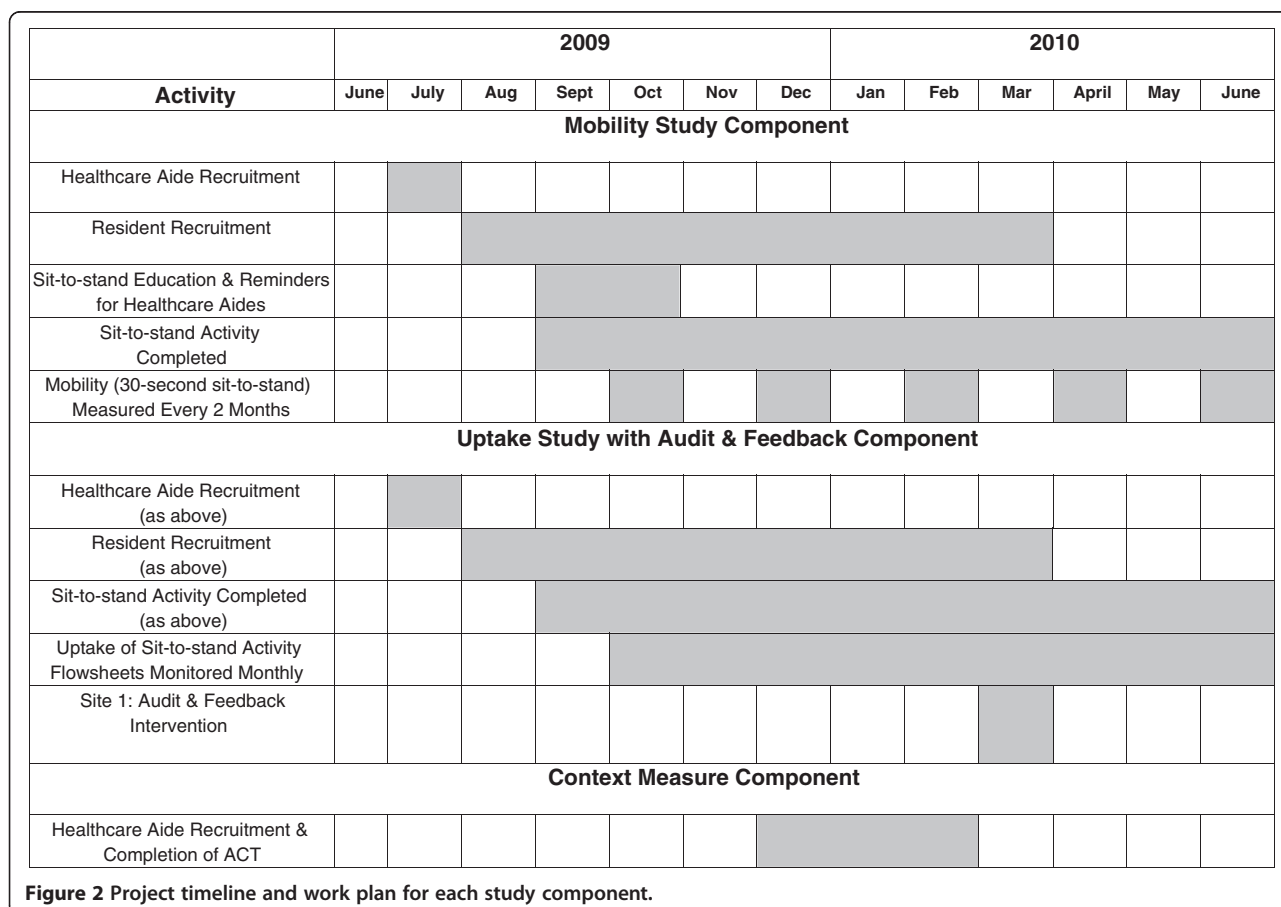 2009 2010
Activity June July Aug Sept Oct Nov Dec Jan Feb Mar April May June
Mobility Study Component
Healthcare Aide Recruitment
Resident Recruitment
Sit-to-stand Education & Reminders
for Healthcare Aides
Sit-to-stand Activity
Completed
Mobility (30-second sit-to-stand)
Measured Every 2 Months
Uptake Study with Audit & Feedback Component
Healthcare Aide Recruitment
(as above)
Resident Recruitment
(as above)
Sit-to-stand Activity Completed
(as above)
Uptake of Sit-to-stand Activity
Flowsheets Monitored Monthly
Site 1: Audit & Feedback
Intervention
Context Measure Component
Healthcare Aide Recruitment &
Completion of ACT
Figure 2 Project timeline and work plan for each study component.